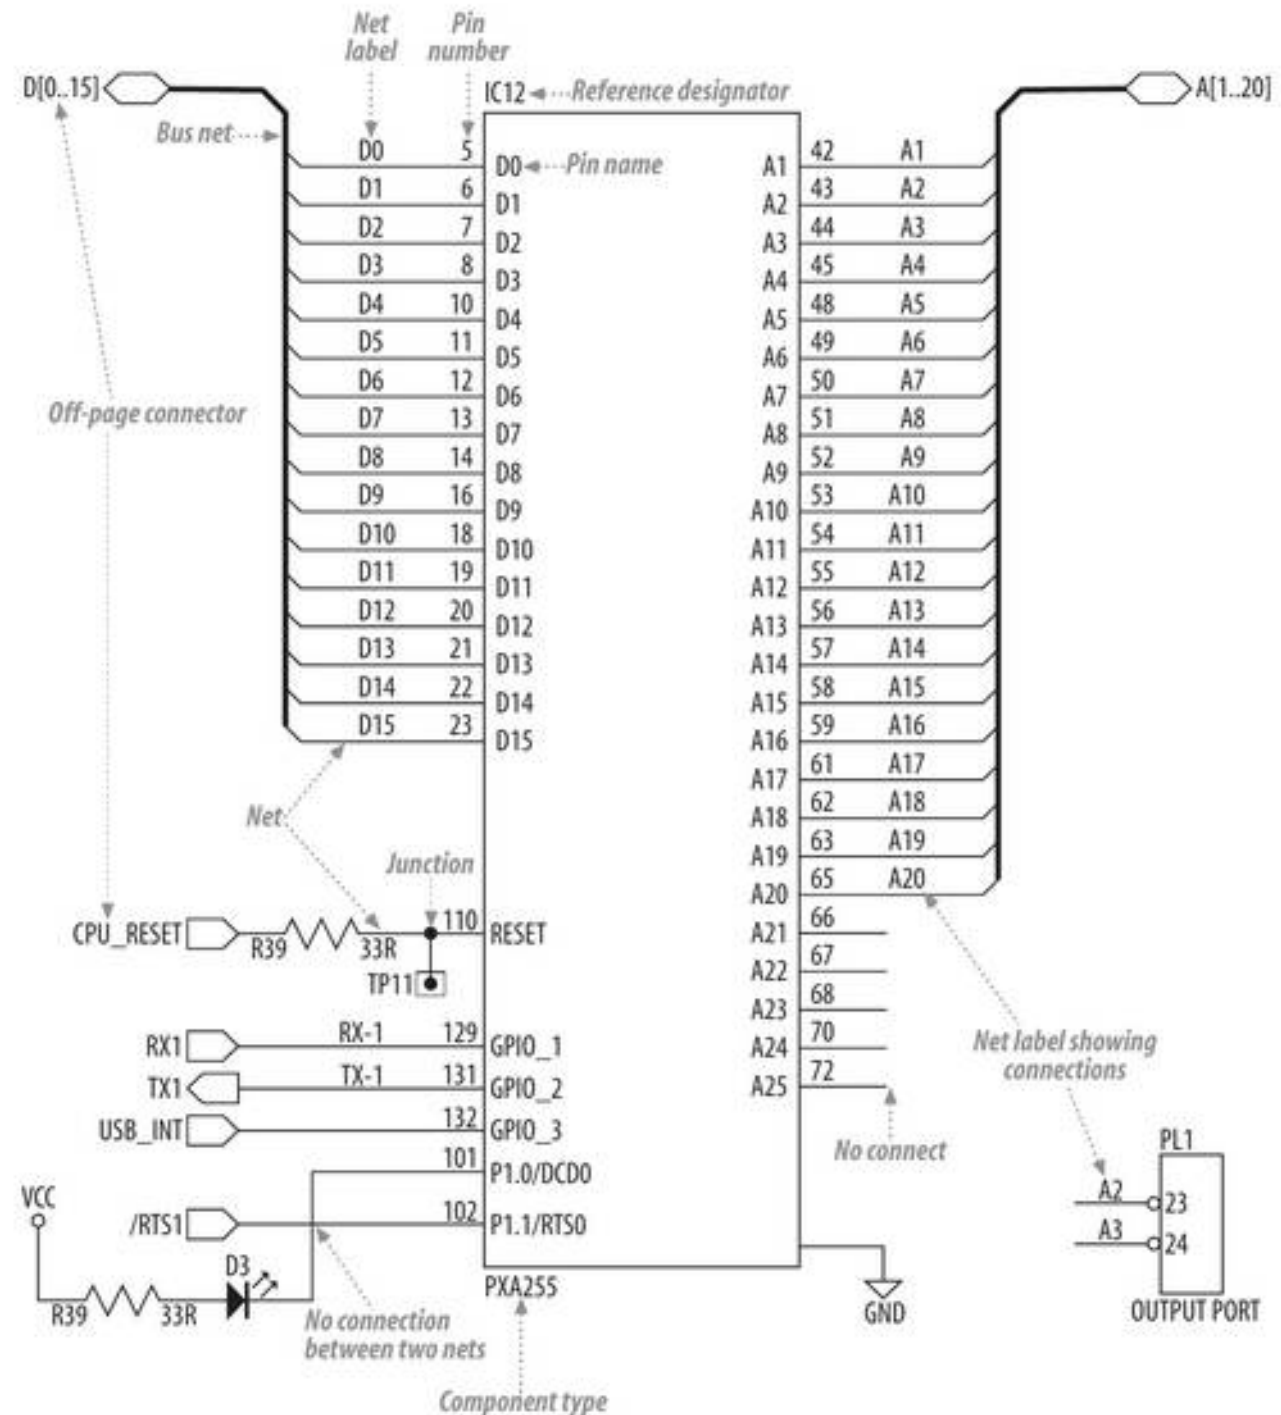 Net
label
Pin
number
D[0..15]
IC12
Reference designator
A[1..20]
Bus net
D0 5 D0
Pin name
A1 42 A1
D1 6 D1
A2 43 A2
D2 7 D2
A3 44 A3
D3 8 D3
A4 45 A4
D4 10 D4
A5 48 A5
D5 11 D5
A6 49 A6
D6 12 D6
A7 50 A7
Off-page connector
D7 13 D7
A8 51 A8
D8 14 D8
A9 52 A9
D9 16 D9
A10 53 A10
D10 18 D10
A11 54 A11
D11 19 D11
A12 55 A12
D12 20 D12
A13 56 A13
D13 21 D13
A14 57 A14
D14 22 D14
A15 58 A15
D15 23 D15
A16 59 A16
A17 61 A17
Net
A18 62 A18
A19 63 A19
Junction
A20 65 A20
CPU_RESET
R39
33R
110 RESET
A21 66
TP11
A22 67
A23 68
RX1
RX-1
129 GPIO_1
A24 70
Net label showing
connections
TX1
TX-1
131 GPIO_2
A25 72
USB_INT
132 GPIO_3
No connect
PL1
101 P1.0/DCD0
VCC
A2 23
/RTS1
102 P1.1/RTS0
A3 24
D3
R39
33R
PXA255
GND
OUTPUT PORT
No connection
between two nets
Component type